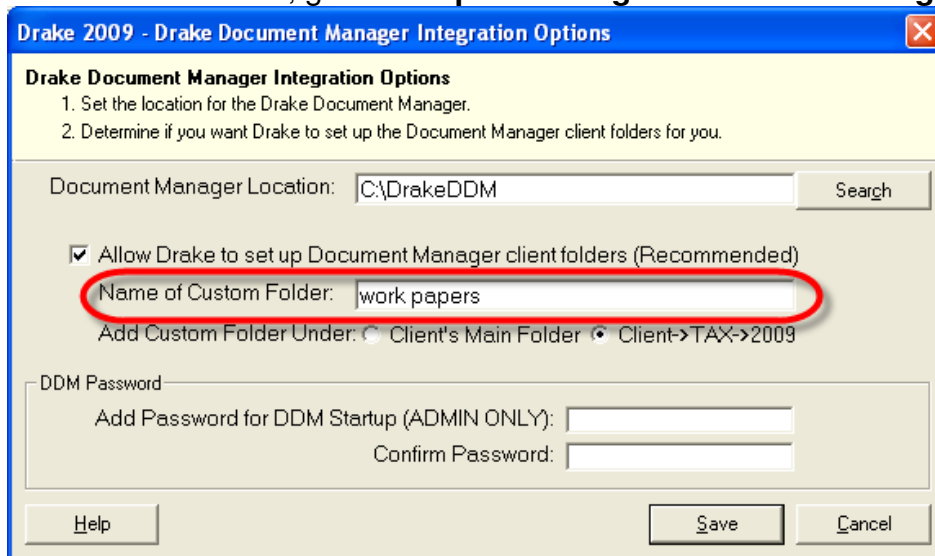 Drake 2009 - Drake Document Manager Integration Options
Drake Document Manager Integration Options
1. Set the location for the Drake Document Manager.
2. Determine if you want Drake to set up the Document Manager client folders for you.
Document Manager Location: C:\DrakeDDM Search
Allow Drake to set up Document Manager client folders (Recommended)
Name of Custom Folder: work papers
Add Custom Folder Under: Client's Main Folder Client->TAX->2009
DDM Password
Add Password for DDM Startup (ADMIN ONLY):
Confirm Password:
Help Save Cancel